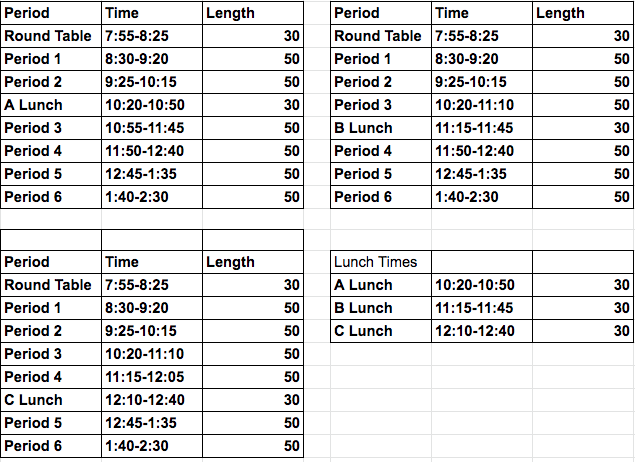 Period Time Length
Round Table 7:55-8:25 30
Period 1 8:30-9:20 50
Period 2 9:25-10:15 50
A Lunch 10:20-10:50 30
Period 3 10:55-11:45 50
Period 4 11:50-12:40 50
Period 5 12:45-1:35 50
Period 6 1:40-2:30 50
Period Time Length
Round Table 7:55-8:25 30
Period 1 8:30-9:20 50
Period 2 9:25-10:15 50
Period 3 10:20-11:10 50
B Lunch 11:15-11:45 30
Period 4 11:50-12:40 50
Period 5 12:45-1:35 50
Period 6 1:40-2:30 50
Period Time Length
Round Table 7:55-8:25 30
Period 1 8:30-9:20 50
Period 2 9:25-10:15 50
Period 3 10:20-11:10 50
Period 4 11:15-12:05 50
C Lunch 12:10-12:40 30
Period 5 12:45-1:35 50
Period 6 1:40-2:30 50
Lunch Times
A Lunch 10:20-10:50 30
B Lunch 11:15-11:45 30
C Lunch 12:10-12:40 30